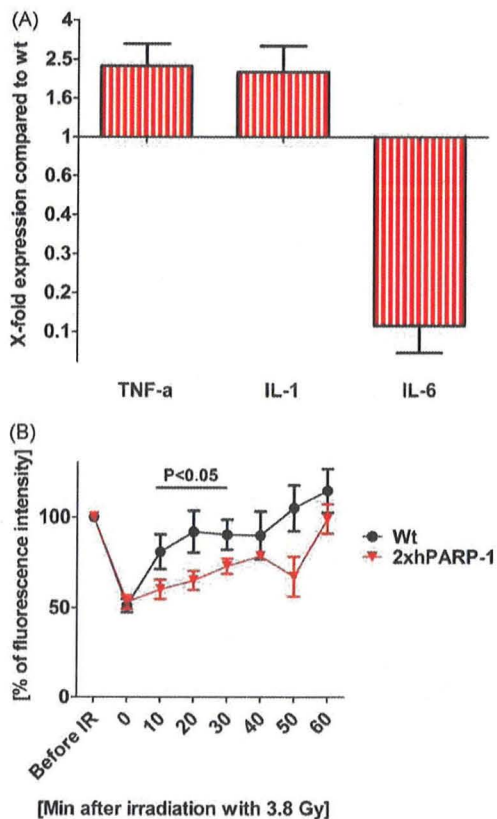 (A)
X-fold expression compared to wt
4
2.5
1.6
1
0.6
0.4
0.3
0.2
0.1
TNF-a IL-1 IL-6
(B)
[% of fluorescence intensity]
100
50
0
P<0.05
Wt
2xhPARP-1
Before IR 0 10 20 30 40 50 60
[Min after irradiation with 3.8 Gy]